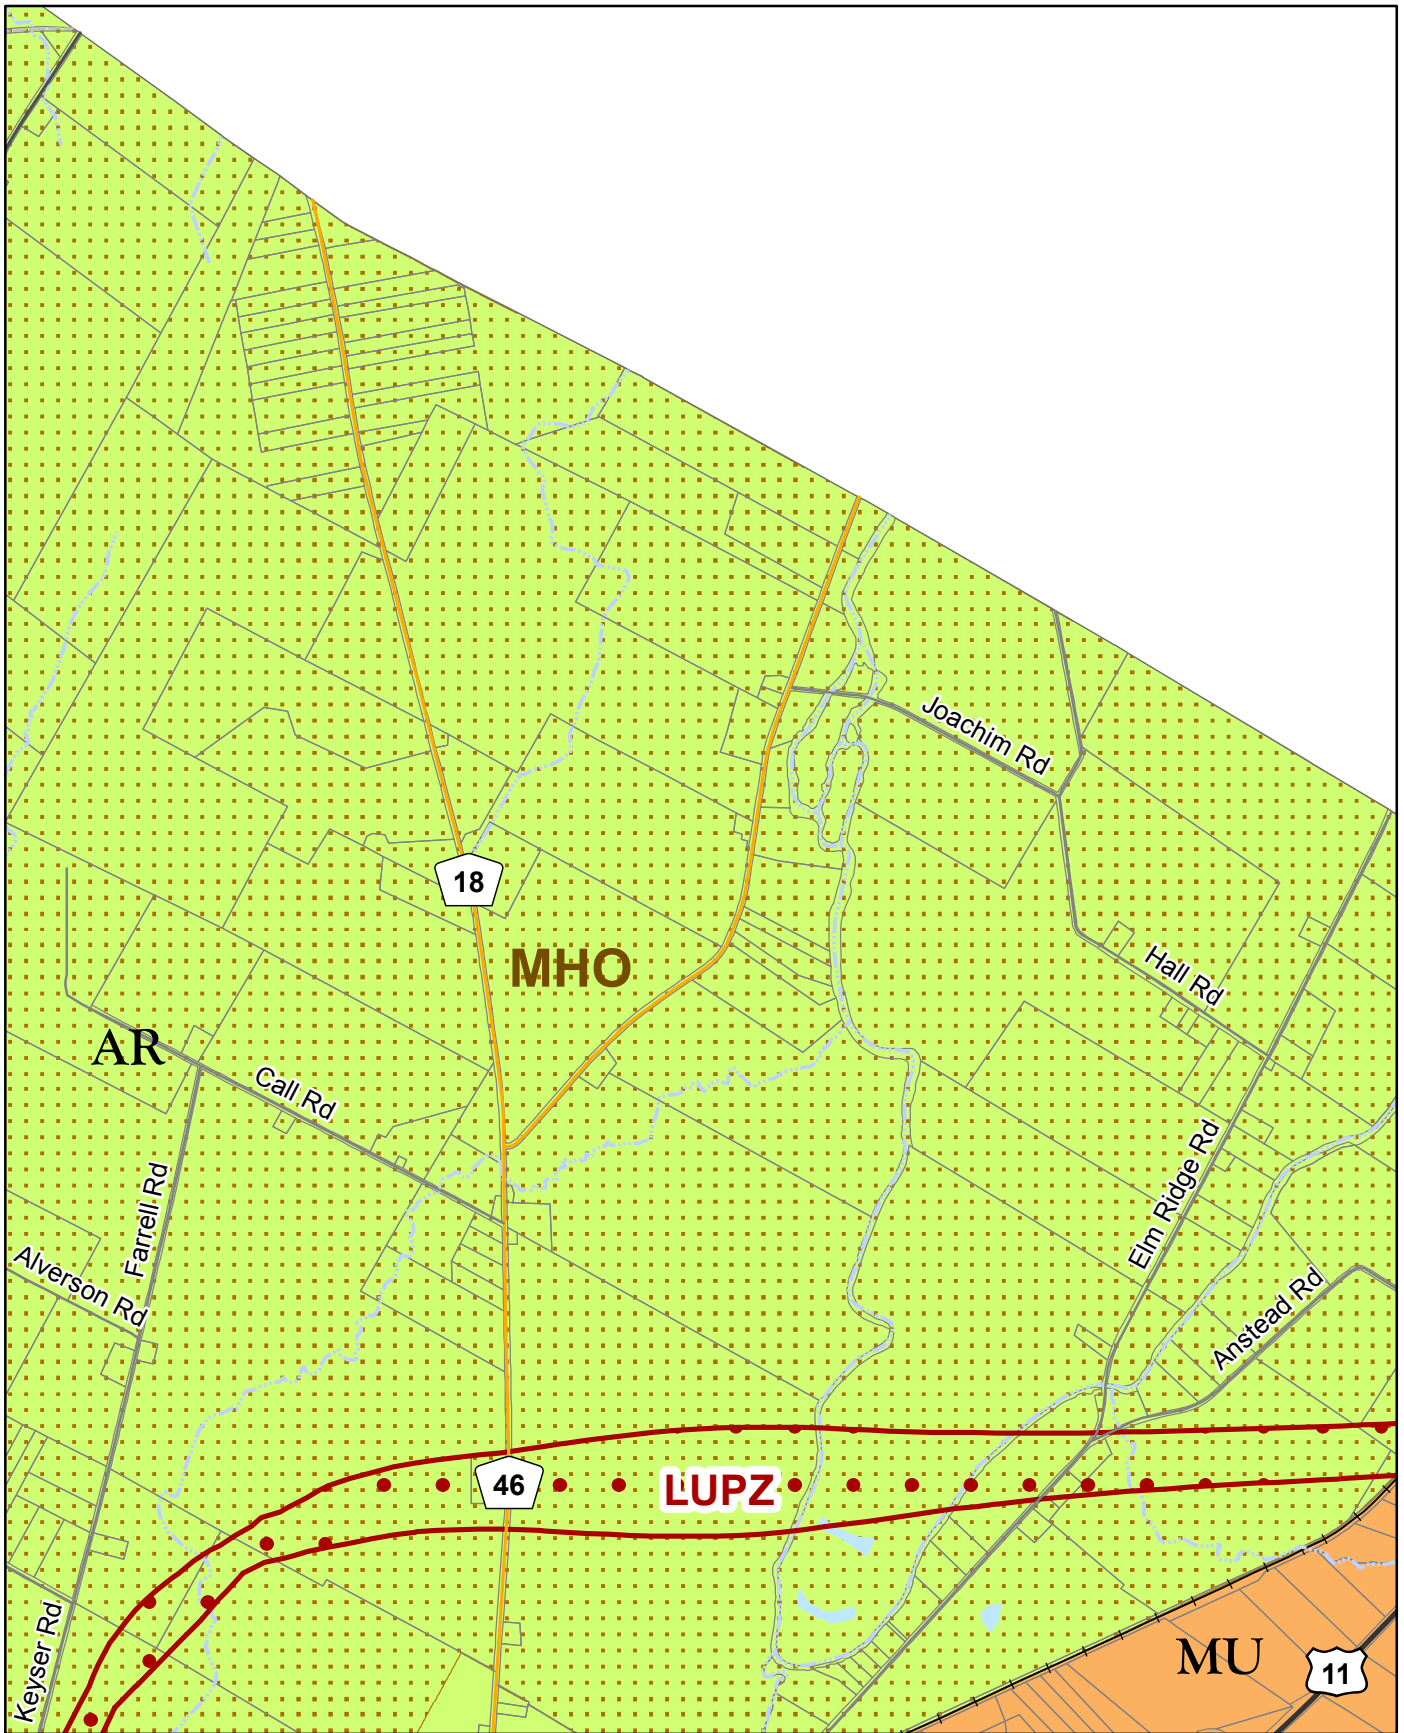 Joachim Rd
18
MHO
Hall Rd
AR
Call Rd
Farrell Rd
Elm Ridge Rd
Alverson Rd
Anstead Rd
46
LUPZ
Keyser Rd
MU
11